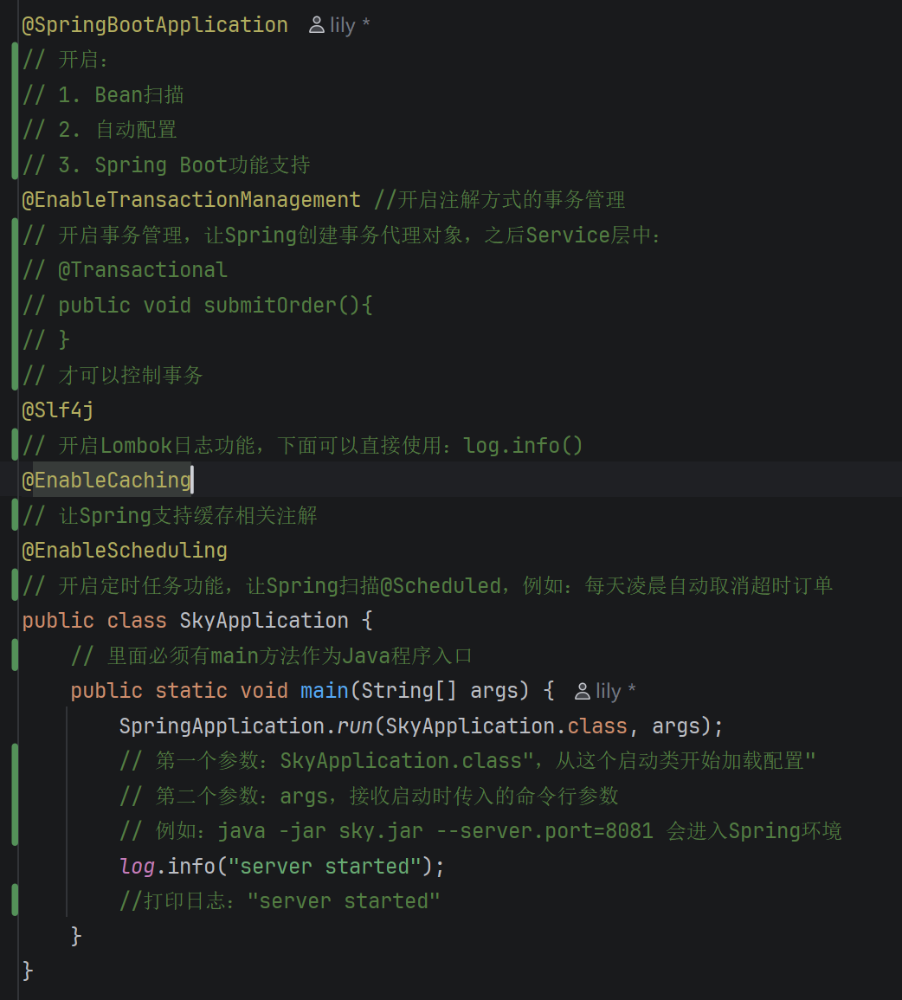 @SpringBootApplication lily *
// 开启：
// 1. Bean扫描
// 2. 自动配置
// 3. Spring Boot功能支持
@EnableTransactionManagement //开启注解方式的事务管理
// 开启事务管理，让Spring创建事务代理对象，之后Service层中：
// @Transactional
// public void submitOrder(){
// }
// 才可以控制事务
@Slf4j
// 开启Lombok日志功能，下面可以直接使用：log.info()
@EnableCaching
// 让Spring支持缓存相关注解
@EnableScheduling
// 开启定时任务功能，让Spring扫描@Scheduled，例如：每天凌晨自动取消超时订单
public class SkyApplication {
    // 里面必须有main方法作为Java程序入口
    public static void main(String[] args) { lily *
        SpringApplication.run(SkyApplication.class, args);
        // 第一个参数：SkyApplication.class"，从这个启动类开始加载配置"
        // 第二个参数：args，接收启动时传入的命令行参数
        // 例如：java -jar sky.jar --server.port=8081 会进入Spring环境
        log.info("server started");
        //打印日志："server started"
    }
}